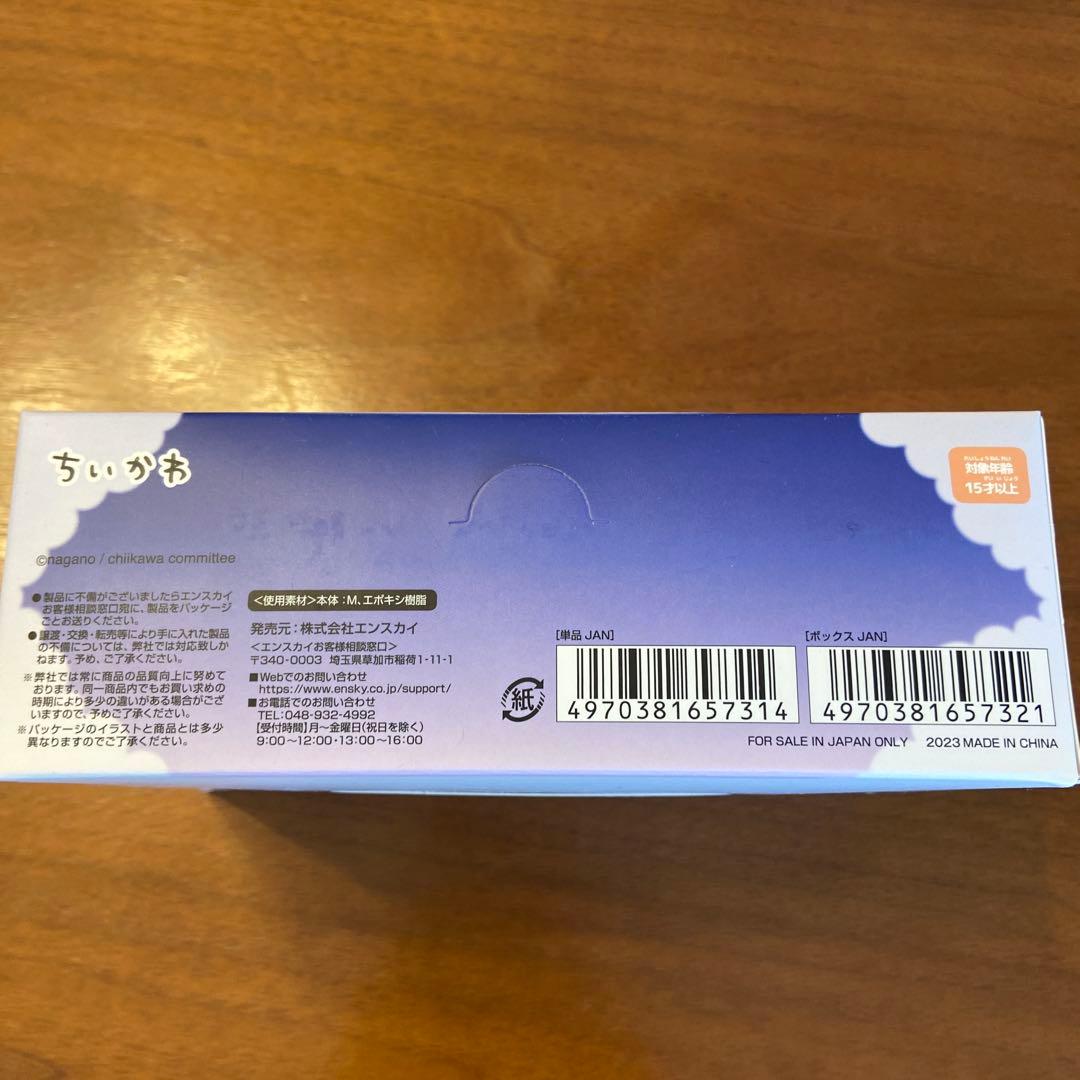 ちいかわ
たいしょうねんれい
対象年齢
さい い じょう
15才以上
©nagano / chiikawa committee
●製品に不備がございましたらエンスカイ
お客様相談窓口宛に、製品をパッケージ
ごとお送りください。
●譲渡・交換・転売等により手に入れた製品
の不備については、弊社では対応致しか
ねます。予め、ご了承ください。
※弊社では常に商品の品質向上に努めて
おります。同一商品内でもお買い求めの
時期により多少の違いがある場合がござ
いますので、予めご了承ください。
※パッケージのイラストと商品とは多少
異なりますのでご了承ください。
<使用素材>本体:M、エポキシ樹脂
発売元:株式会社エンスカイ
<エンスカイお客様相談窓口>
〒340-0003 埼玉県草加市稲荷1-11-1
■Webでのお問い合わせ
https://www.ensky.co.jp/support/
■お電話でのお問い合わせ
TEL:048-932-4992
[受付時間]月~金曜日(祝日を除く)
9:00~12:00・13:00~16:00
紙
[単品 JAN]
4970381657314
[ボックス JAN]
4970381657321
FOR SALE IN JAPAN ONLY 2023 MADE IN CHINA